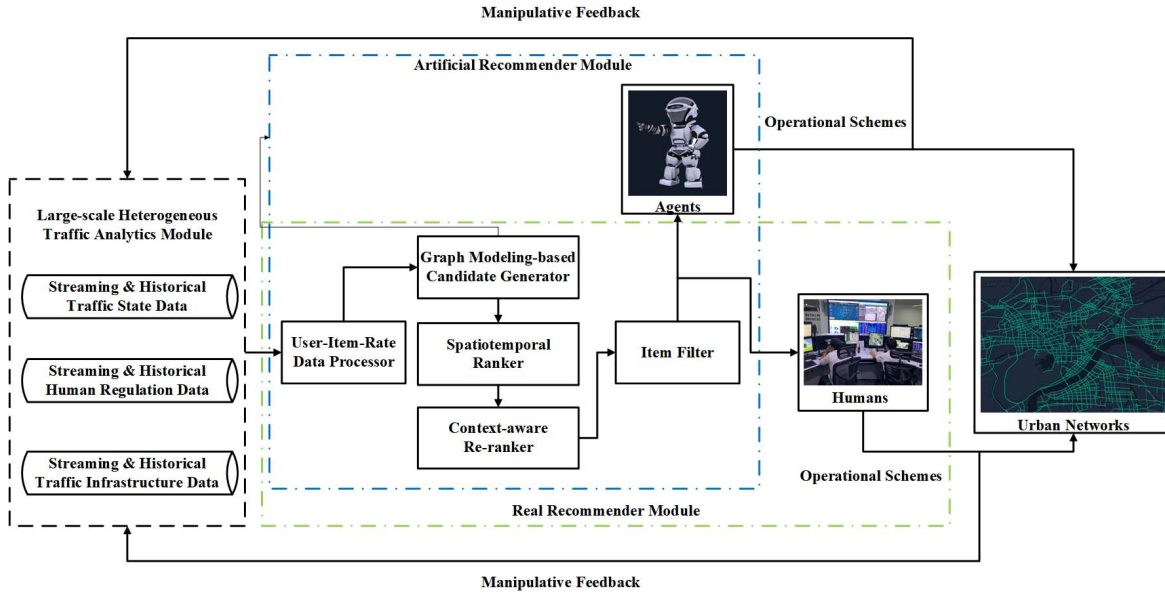 Manipulative Feedback
Artificial Recommender Module
Operational Schemes
Agents
Large-scale Heterogeneous
Traffic Analytics Module
Streaming & Historical
Traffic State Data
Streaming & Historical
Human Regulation Data
Streaming & Historical
Traffic Infrastructure Data
User-Item-Rate
Data Processor
Graph Modeling-based
Candidate Generator
Spatiotemporal
Ranker
Context-aware
Re-ranker
Item Filter
Humans
Urban Networks
Operational Schemes
Real Recommender Module
Manipulative Feedback